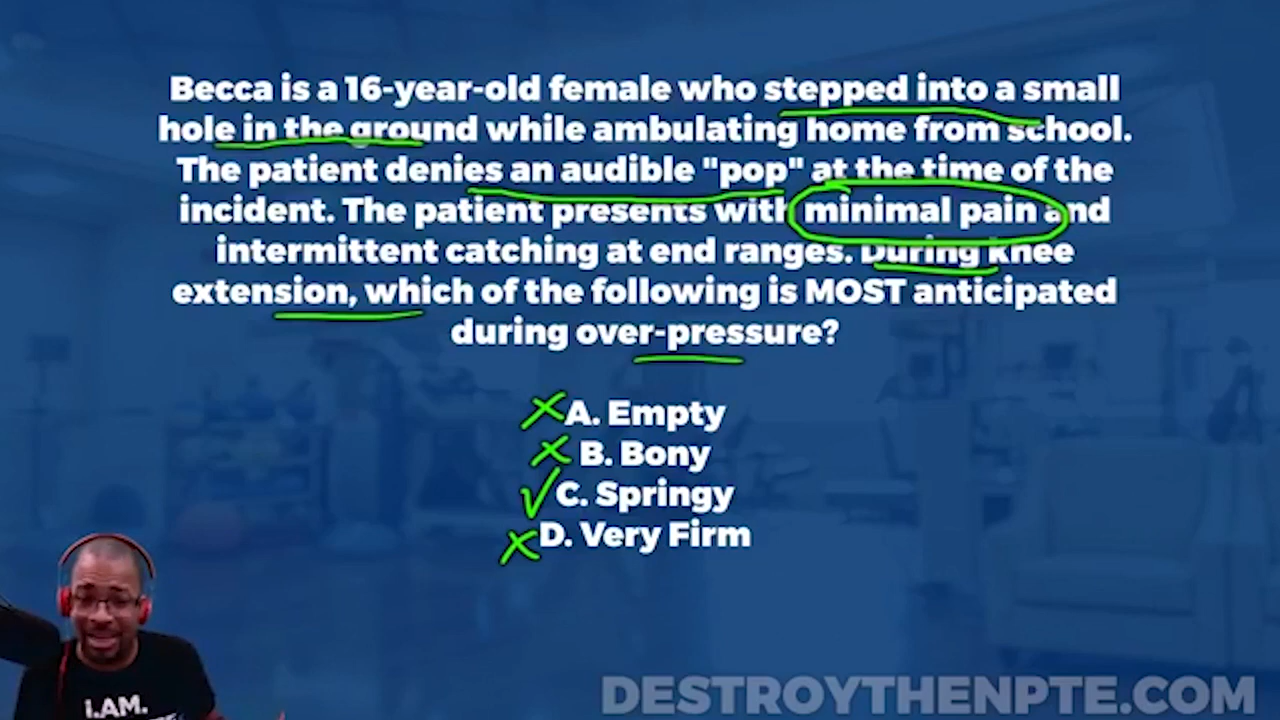 Becca is a 16-year-old female who stepped into a small
hole in the ground while ambulating home from school.
The patient denies an audible "pop" at the time of the
incident. The patient presents with minimal pain and
intermittent catching at end ranges. During knee
extension, which of the following is MOST anticipated
during over-pressure?
A. Empty
B. Bony
C. Springy
D. Very Firm
i.AM.
DESTROYTHENPTE.COM